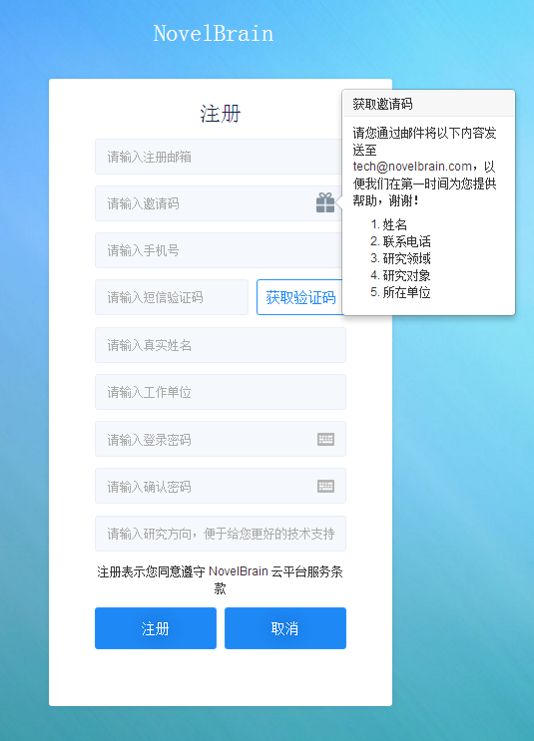 NovelBrain
注册
请输入注册邮箱
请输入邀请码
请输入手机号
请输入短信验证码
获取验证码
请输入真实姓名
请输入工作单位
请输入登录密码
请输入确认密码
请输入研究方向，便于给您更好的技术支持
注册表示您同意遵守 NovelBrain 云平台服务条
款
注册
取消
获取邀请码
请您通过邮件将以下内容发
送至
tech@novelbrain.com，以
便我们在第一时间为您提供
帮助，谢谢！
1. 姓名
2. 联系电话
3. 研究领域
4. 研究对象
5. 所在单位